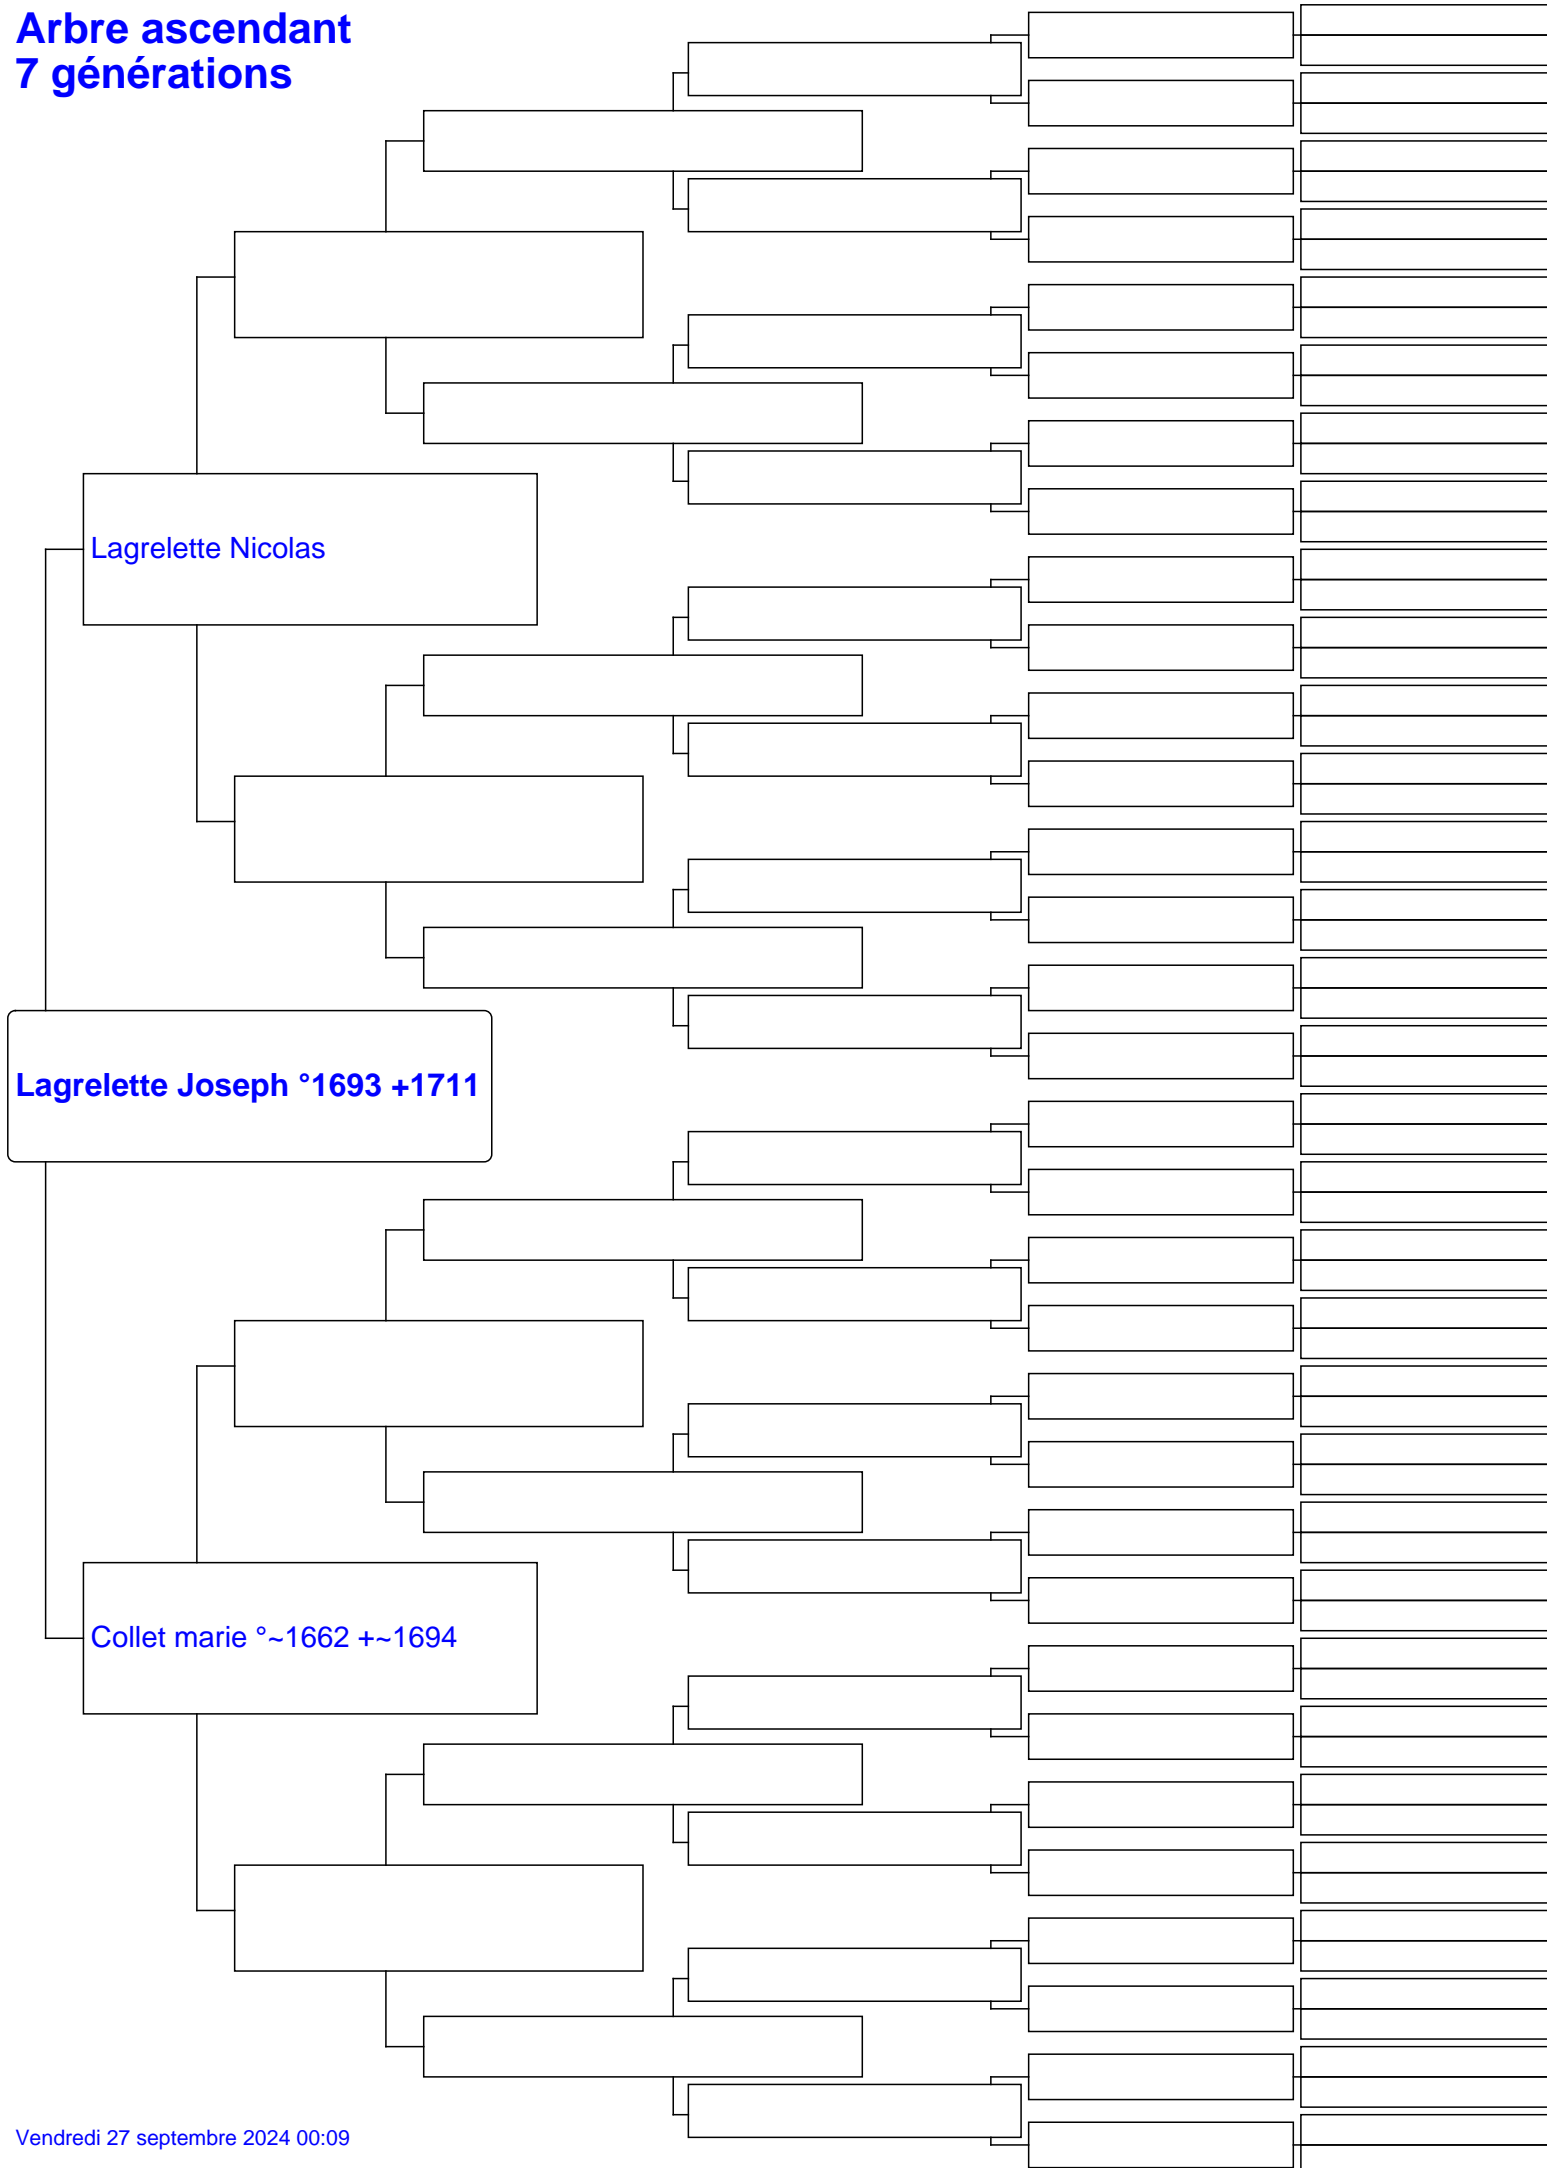 Arbre ascendant
7 générations
Lagrelette Nicolas
Lagrelette Joseph °1693 +1711
Collet marie °~1662 +~1694
Vendredi 27 septembre 2024 00:09